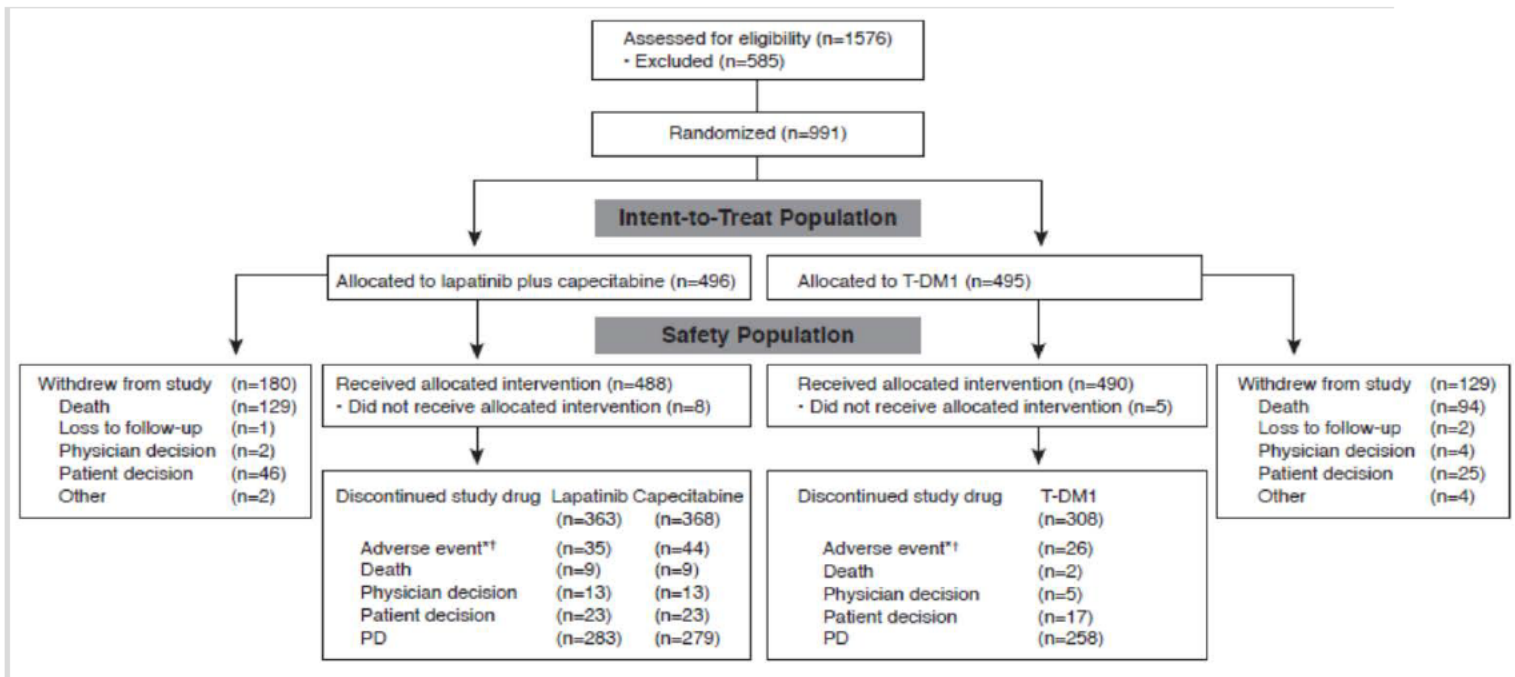 Assessed for eligibility (n=1576)
· Excluded (n=585)
Randomized (n=991)
Intent-to-Treat Population
Allocated to lapatinib plus capecitabine (n=496)
Allocated to T-DM1 (n=495)
Safety Population
Withdrew from study (n=180)
Death (n=129)
Loss to follow-up (n=1)
Physician decision (n=2)
Patient decision (n=46)
Other (n=2)
Received allocated intervention (n=488)
· Did not receive allocated intervention (n=8)
Received allocated intervention (n=490)
· Did not receive allocated intervention (n=5)
Withdrew from study (n=129)
Death (n=94)
Loss to follow-up (n=2)
Physician decision (n=4)
Patient decision (n=25)
Other (n=4)
Discontinued study drug Lapatinib Capecitabine
(n=363) (n=368)
Adverse event*† (n=35) (n=44)
Death (n=9) (n=9)
Physician decision (n=13) (n=13)
Patient decision (n=23) (n=23)
PD (n=283) (n=279)
Discontinued study drug T-DM1
(n=308)
Adverse event*† (n=26)
Death (n=2)
Physician decision (n=5)
Patient decision (n=17)
PD (n=258)